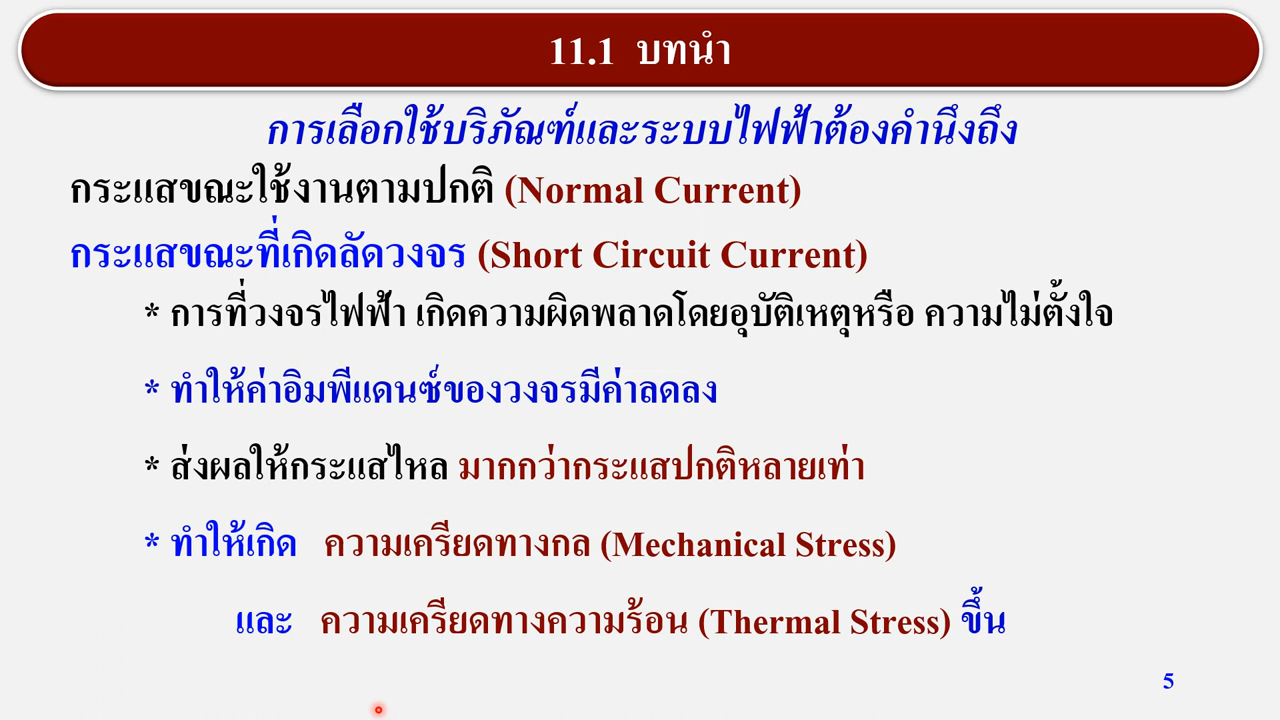 11.1 บทนำ
การเลือกใช้บริภัณฑ์และระบบไฟฟ้าต้องคำนึงถึง
กระแสขณะใช้งานตามปกติ (Normal Current)
กระแสขณะที่เกิดลัดวงจร (Short Circuit Current)
* การที่วงจรไฟฟ้า เกิดความผิดพลาดโดยอุบัติเหตุหรือ ความไม่ตั้งใจ
* ทำให้ค่าอิมพีแดนซ์ของวงจรมีค่าลดลง
* ส่งผลให้กระแสไหล มากกว่ากระแสปกติหลายเท่า
* ทำให้เกิด ความเครียดทางกล (Mechanical Stress)
และ ความเครียดทางความร้อน (Thermal Stress) ขึ้น
5